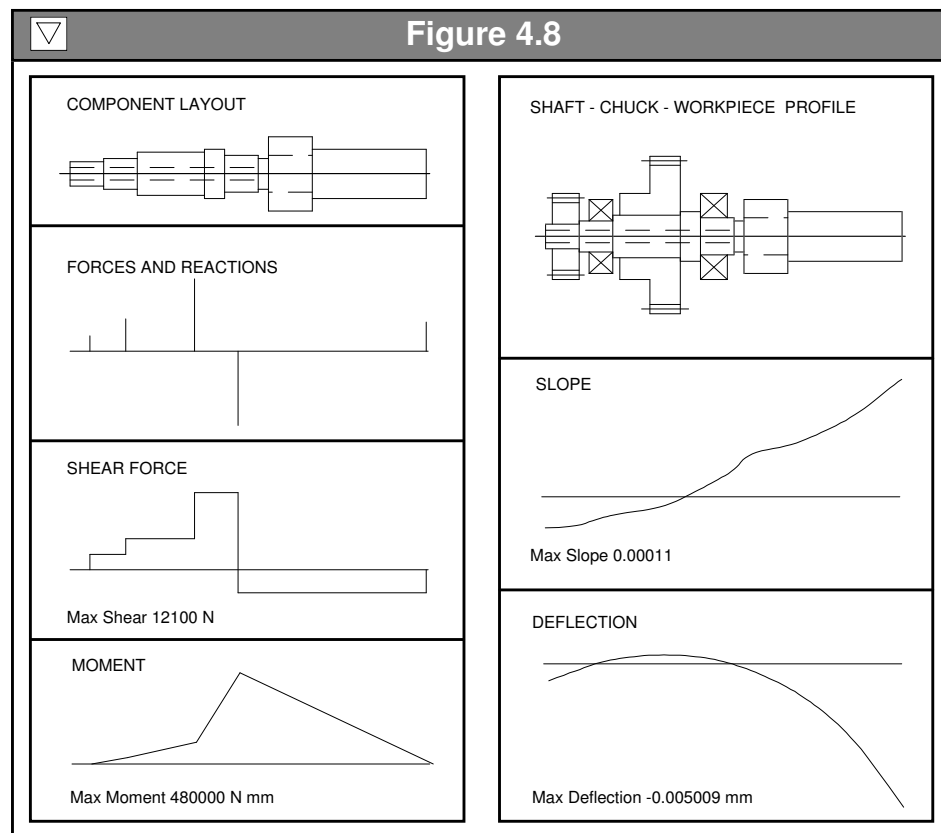 Figure 4.8
COMPONENT LAYOUT
FORCES AND REACTIONS
SHEAR FORCE
Max Shear 12100 N
MOMENT
Max Moment 480000 N mm
SHAFT - CHUCK - WORKPIECE PROFILE
SLOPE
Max Slope 0.00011
DEFLECTION
Max Deflection -0.005009 mm